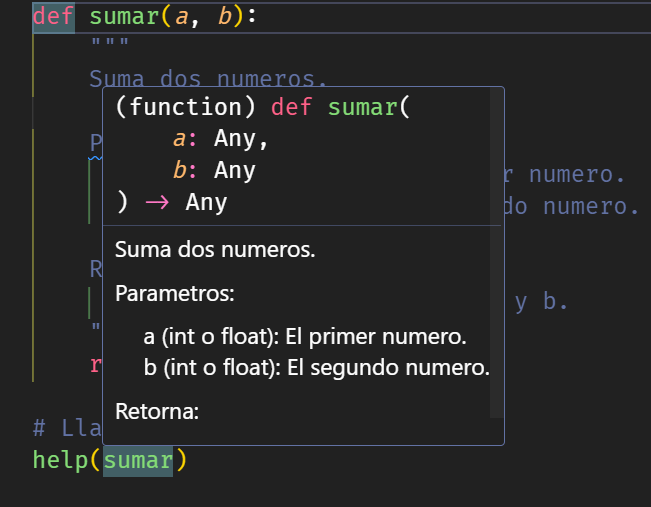 def sumar(a, b):
"""
Suma dos numeros.
(function) def sumar(
a: Any,
b: Any
) → Any
Suma dos numeros.
Parametros:
a (int o float): El primer numero.
b (int o float): El segundo numero.
Retorna:
numero.
numero.
y b.
# Lla
help(sumar)